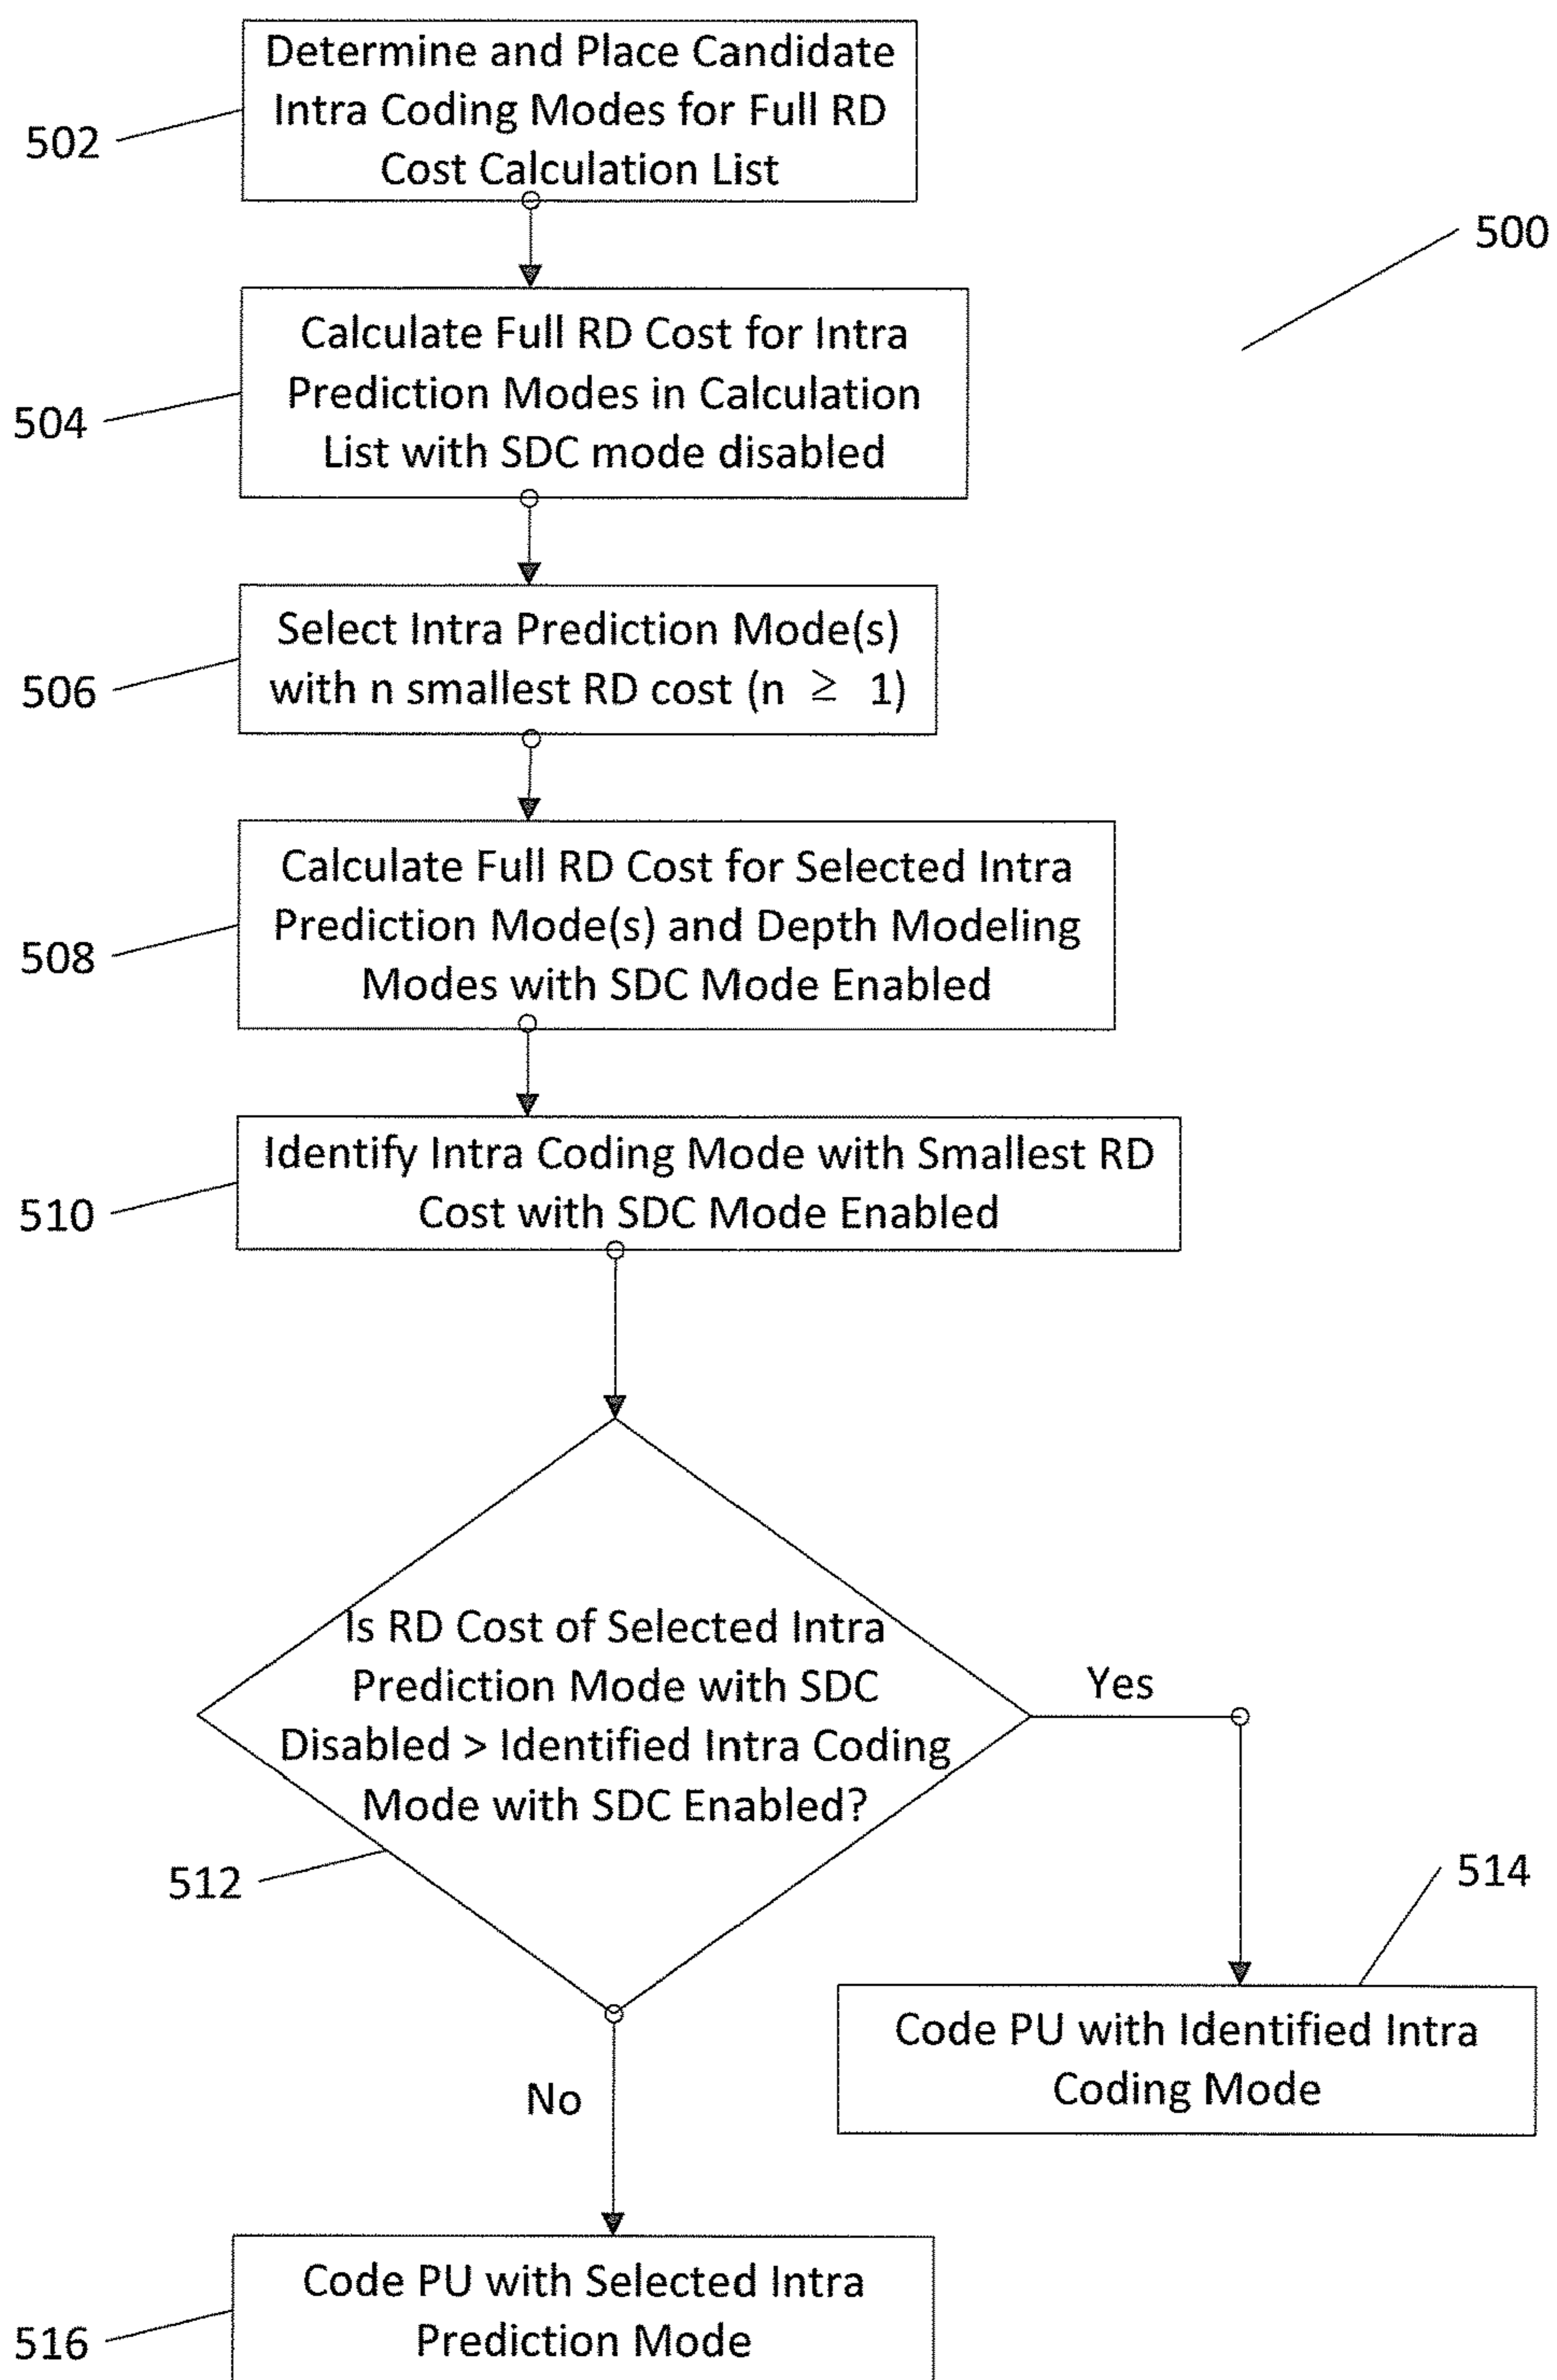 Determine and Place Candidate
Intra Coding Modes for Full RD
Cost Calculation List
502
500
Calculate Full RD Cost for Intra
Prediction Modes in Calculation
List with SDC mode disabled
504
Select Intra Prediction Mode(s)
with n smallest RD cost (n ≥ 1)
506
Calculate Full RD Cost for Selected Intra
Prediction Mode(s) and Depth Modeling
Modes with SDC Mode Enabled
508
Identify Intra Coding Mode with Smallest RD
Cost with SDC Mode Enabled
510
Is RD Cost of Selected Intra
Prediction Mode with SDC
Disabled > Identified Intra Coding
Mode with SDC Enabled?
Yes
512
514
Code PU with Identified Intra
Coding Mode
No
Code PU with Selected Intra
Prediction Mode
516